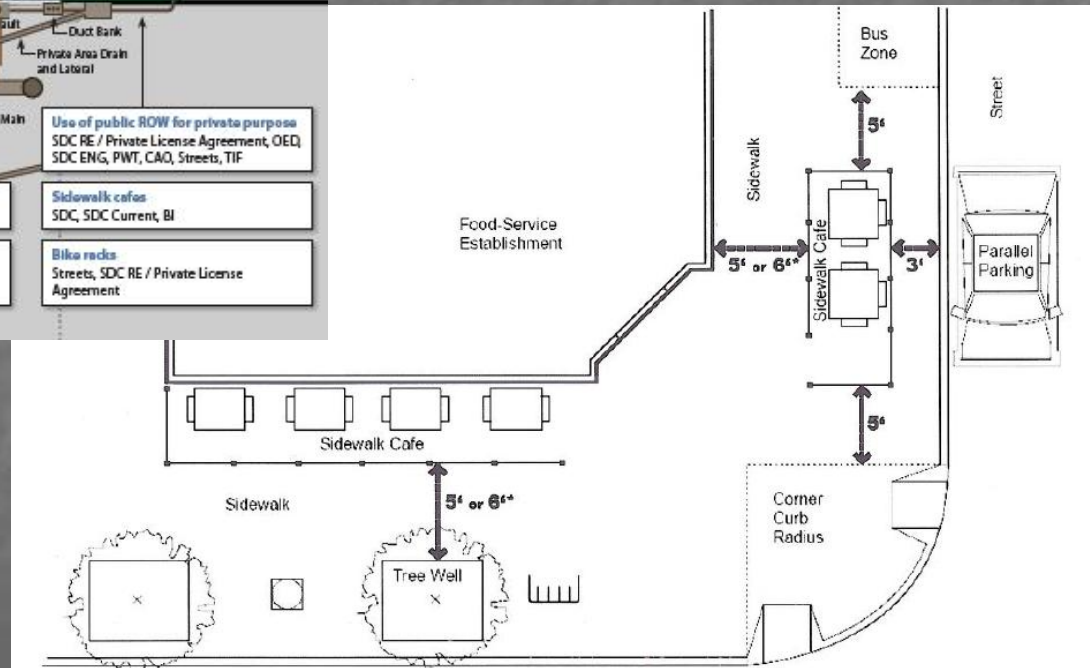 Duct Bank
Private Area Drain
and Lateral
Main
Use of public ROW for private purpose
SDC RE / Private License Agreement, OED,
SDC ENG, PWT, CAO, Streets, TIF
Sidewalk cafes
SDC, SDC Current, BI
Bike racks
Streets, SDC RE / Private License
Agreement
Bus
Zone
Street
5'
Sidewalk
Food-Service
Establishment
5' or 6'*
Sidewalk Cafe
3'
Parallel
Parking
5'
Sidewalk Cafe
Sidewalk
5' or 6'*
Corner
Curb
Radius
Tree Well